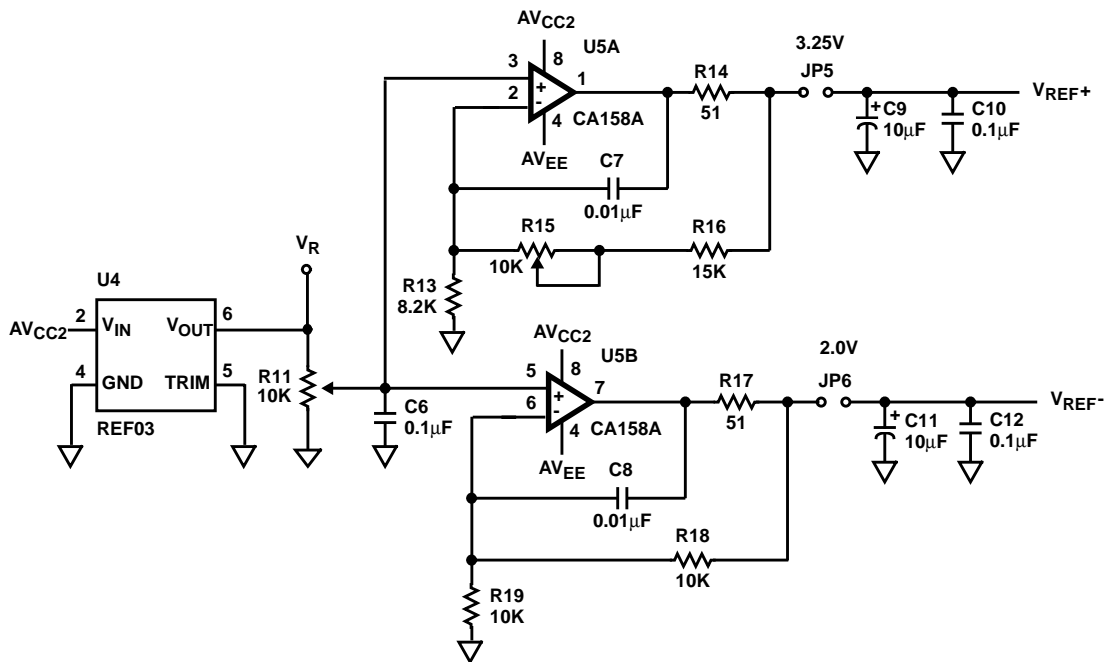 AVCC2
U5A
3
8
1
2
+
-
4
CA158A
AVEE
R14
51
3.25V
JP5
VREF+
+
C9
10µF
C10
0.1µF
C7
0.01µF
R15
10K
R16
15K
R13
8.2K
VR
U4
AVCC2
2
VIN
VOUT
6
4
GND
TRIM
5
REF03
R11
10K
C6
0.1µF
AVCC2
U5B
5
8
7
6
+
-
4
CA158A
AVEE
R17
51
2.0V
JP6
VREF-
+
C11
10µF
C12
0.1µF
C8
0.01µF
R18
10K
R19
10K